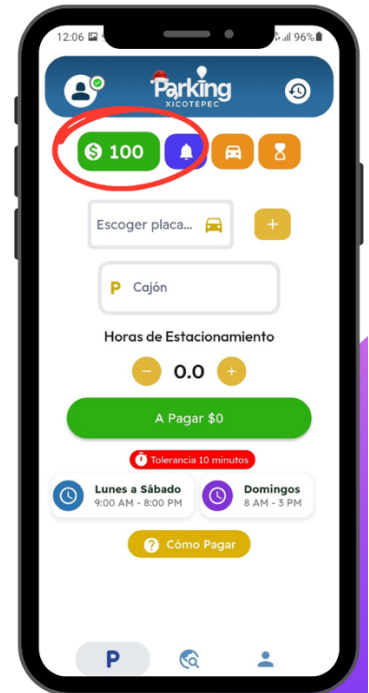 12:06
96%
Parking
XICOTEPEC
$ 100
Escoger placa...
+
P Cajón
Horas de Estacionamiento
- 0.0 +
A Pagar $0
Tolerancia 10 minutos
Lunes a Sábado
9:00 AM - 8:00 PM
Domingos
8 AM - 3 PM
? Cómo Pagar
P